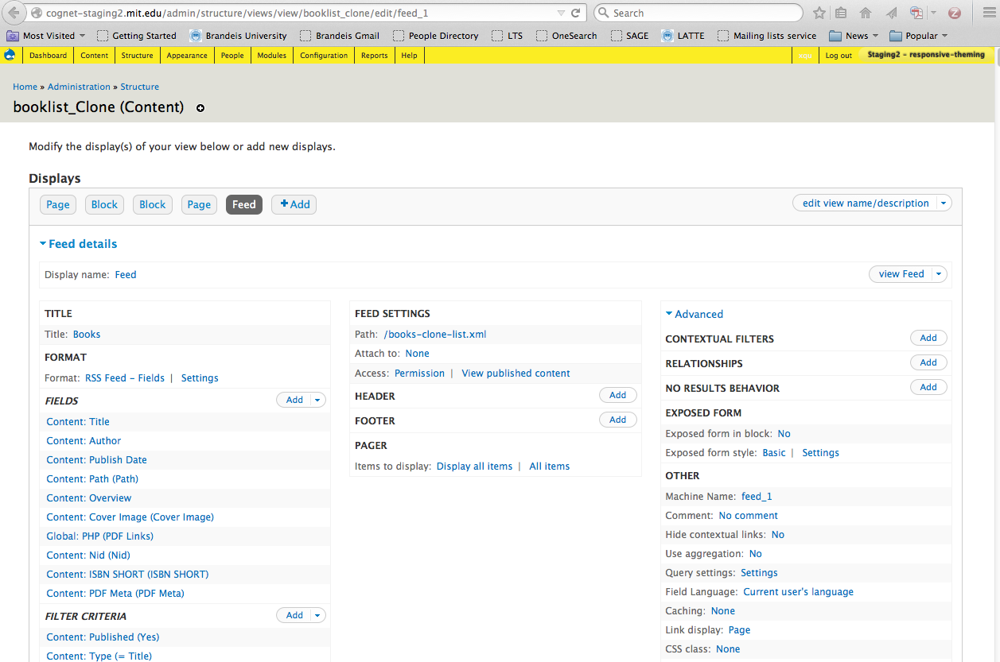 cognet-staging2.mit.edu/admin/structure/views/view/booklist_clone/edit/feed_1
Search
Most Visited
Getting Started
Brandeis University
Brandeis Gmail
People Directory
LTS
OneSearch
SAGE
LATTE
Mailing lists service
News
Popular
Dashboard
Content
Structure
Appearance
People
Modules
Configuration
Reports
Help
xqu
Log out
Staging2 - responsive-theming
Home » Administration » Structure
booklist_Clone (Content)
Modify the display(s) of your view below or add new displays.
Displays
Page
Block
Block
Page
Feed
+Add
edit view name/description
Feed details
Display name: Feed
view Feed
TITLE
Title: Books
FORMAT
Format: RSS Feed – Fields | Settings
FIELDS
Add
Content: Title
Content: Author
Content: Publish Date
Content: Path (Path)
Content: Overview
Content: Cover Image (Cover Image)
Global: PHP (PDF Links)
Content: Nid (Nid)
Content: ISBN SHORT (ISBN SHORT)
Content: PDF Meta (PDF Meta)
FILTER CRITERIA
Add
Content: Published (Yes)
Content: Type (= Title)
FEED SETTINGS
Path: /books-clone-list.xml
Attach to: None
Access: Permission | View published content
HEADER
Add
FOOTER
Add
PAGER
Items to display: Display all items | All items
Advanced
CONTEXTUAL FILTERS
Add
RELATIONSHIPS
Add
NO RESULTS BEHAVIOR
Add
EXPOSED FORM
Exposed form in block: No
Exposed form style: Basic | Settings
OTHER
Machine Name: feed_1
Comment: No comment
Hide contextual links: No
Use aggregation: No
Query settings: Settings
Field Language: Current user's language
Caching: None
Link display: Page
CSS class: None